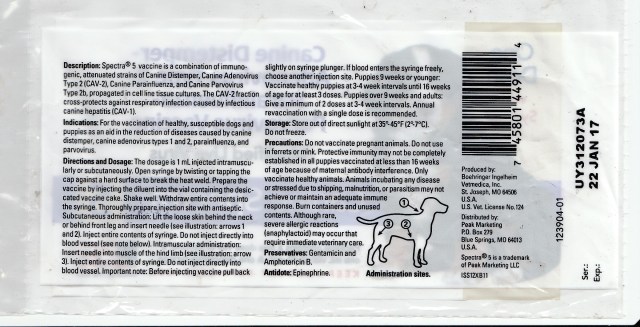 Description: Spectra® 5 vaccine is a combination of immuno-
genic, attenuated strains of Canine Distemper, Canine Adenovirus
Type 2 (CAV-2), Canine Parainfluenza, and Canine Parvovirus
Type 2b, propagated in cell line tissue cultures. The CAV-2 fraction
cross-protects against respiratory infection caused by infectious
canine hepatitis (CAV-1).
Indications: For the vaccination of healthy, susceptible dogs and
puppies as an aid in the reduction of diseases caused by canine
distemper, canine adenovirus types 1 and 2, parainfluenza, and
parvovirus.
Directions and Dosage: The dosage is 1 mL injected intramuscu-
larly or subcutaneously. Open syringe by twisting or tapping the
cap against a hard surface to break the heat weld. Prepare the
vaccine by injecting the diluent into the vial containing the desic-
cated vaccine cake. Shake well. Withdraw entire contents into
the syringe. Thoroughly prepare injection site with antiseptic.
Subcutaneous administration: Lift the loose skin behind the neck
or behind front leg and insert needle (see illustration: arrows 1
and 2). Inject entire contents of syringe. Do not inject directly into
blood vessel (see note below). Intramuscular administration:
Insert needle into muscle of the hind limb (see illustration: arrow
3). Inject entire contents of syringe. Do not inject directly into
blood vessel. Important note: Before injecting vaccine pull back
slightly on syringe plunger. If blood enters the syringe freely,
choose another injection site. Puppies 9 weeks or younger:
Vaccinate healthy puppies at 3-4 week intervals until 16 weeks
of age for at least 3 doses. Puppies over 9 weeks and adults:
Give a minimum of 2 doses at 3-4 week intervals. Annual
revaccination with a single dose is recommended.
Storage: Store out of direct sunlight at 35°-45°F (2°-7°C).
Do not freeze.
Precautions: Do not vaccinate pregnant animals. Do not use
in ferrets or mink. Protective immunity may not be completely
established in all puppies vaccinated at less than 16 weeks
of age because of maternal antibody interference. Only
vaccinate healthy animals. Animals incubating any disease
or stressed due to shipping, malnutrition, or parasitism may not
achieve or maintain an adequate immune
response. Burn containers and unused
contents. Although rare,
severe allergic reactions
(anaphylactoid) may occur that
require immediate veterinary care.
Preservatives: Gentamicin and
Amphotericin B.
Antidote: Epinephrine.
1
2
3
Administration sites.
7 45801 44911 4
Produced by:
Boehringer Ingelheim
Vetmedica, Inc.
St. Joseph, MO 64506
U.S.A.
U.S. Vet. License No. 124
Distributed by:
Peak Marketing
P.O. Box 279
Blue Springs, MO 64013
U.S.A.
Spectra® 5 is a trademark
of Peak Marketing LLC
ISS12XB11
123904-01
UY312073A
22 JAN 17
Ser.:
Exp.:
Canine Distemper